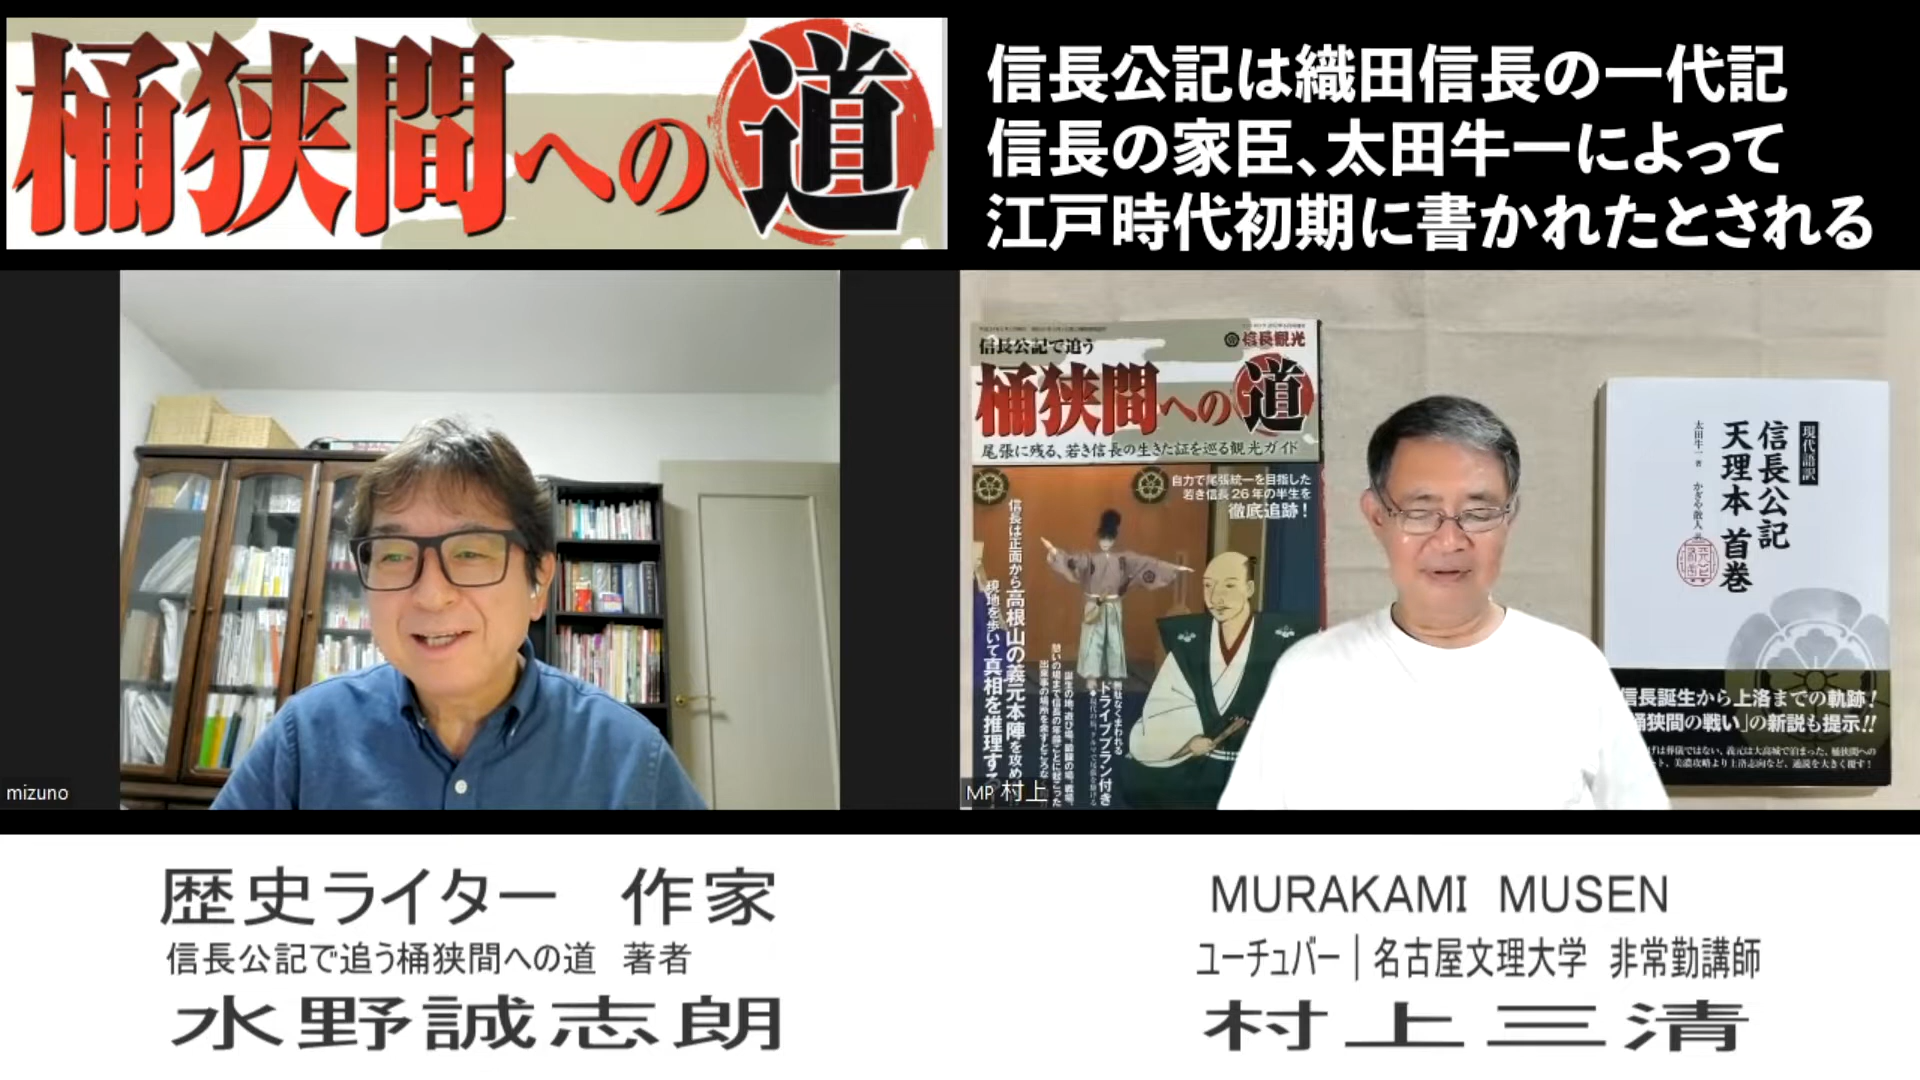 桶狭間への道
信長公記は織田信長の一代記
信長の家臣、太田牛一によって
江戸時代初期に書かれたとされる
信長公記で追う
信長観光
桶狭間への道
尾張に残る、若き信長の生きた証を巡る観光ガイド
自力で尾張統一を目指した
若き信長26年の半生を
徹底追跡!
信長は正面から高根山の義元本陣を攻め
現地を歩いて真相を推理する
ドライブプラン付き
現代語訳
信長公記
天理本 首巻
太田牛一 著
かぎや散人 訳
信長誕生から上洛までの軌跡!
桶狭間の戦い」の新説も提示!!
mizuno
MP 村上
歴史ライター 作家
信長公記で追う桶狭間への道 著者
水野誠志朗
MURAKAMI MUSEN
ユーチュバー|名古屋文理大学 非常勤講師
村上三清